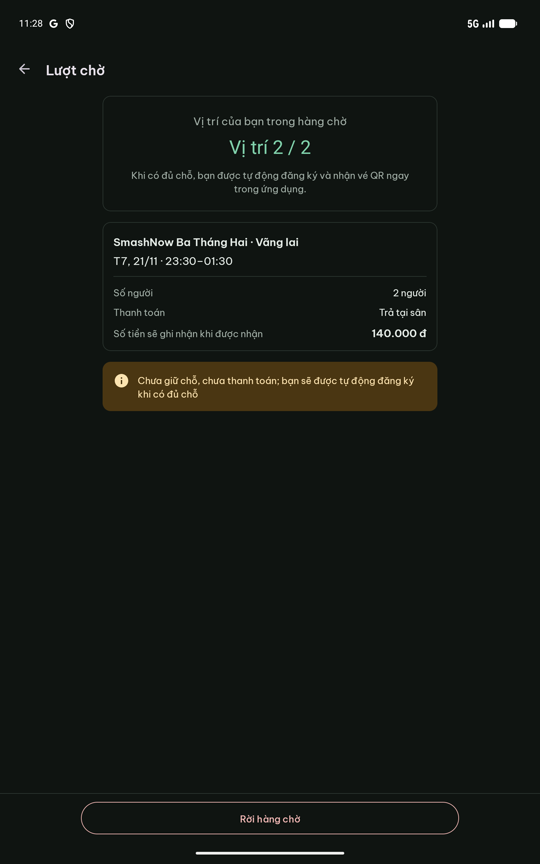 11:28
5G
Lượt chờ
Vị trí của bạn trong hàng chờ
Vị trí 2 / 2
Khi có đủ chỗ, bạn được tự động đăng ký và nhận vé QR ngay
trong ứng dụng.
SmashNow Ba Tháng Hai · Vãng lai
T7, 21/11 · 23:30–01:30
Số người 2 người
Thanh toán Trả tại sân
Số tiền sẽ ghi nhận khi được nhận 140.000 đ
Chưa giữ chỗ, chưa thanh toán; bạn sẽ được tự động đăng ký
khi có đủ chỗ
Rời hàng chờ